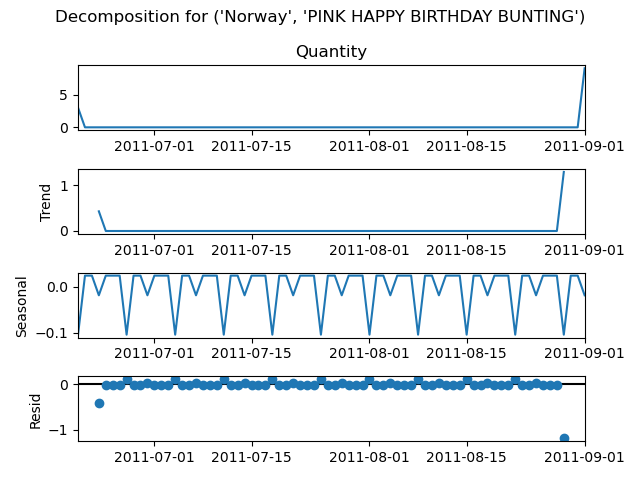 Decomposition for ('Norway', 'PINK HAPPY BIRTHDAY BUNTING')
Quantity
5
0
2011-07-01 2011-07-15 2011-08-01 2011-08-15 2011-09-01
Trend
1
0
2011-07-01 2011-07-15 2011-08-01 2011-08-15 2011-09-01
Seasonal
0.0
−0.1
2011-07-01 2011-07-15 2011-08-01 2011-08-15 2011-09-01
Resid
0
−1
2011-07-01 2011-07-15 2011-08-01 2011-08-15 2011-09-01